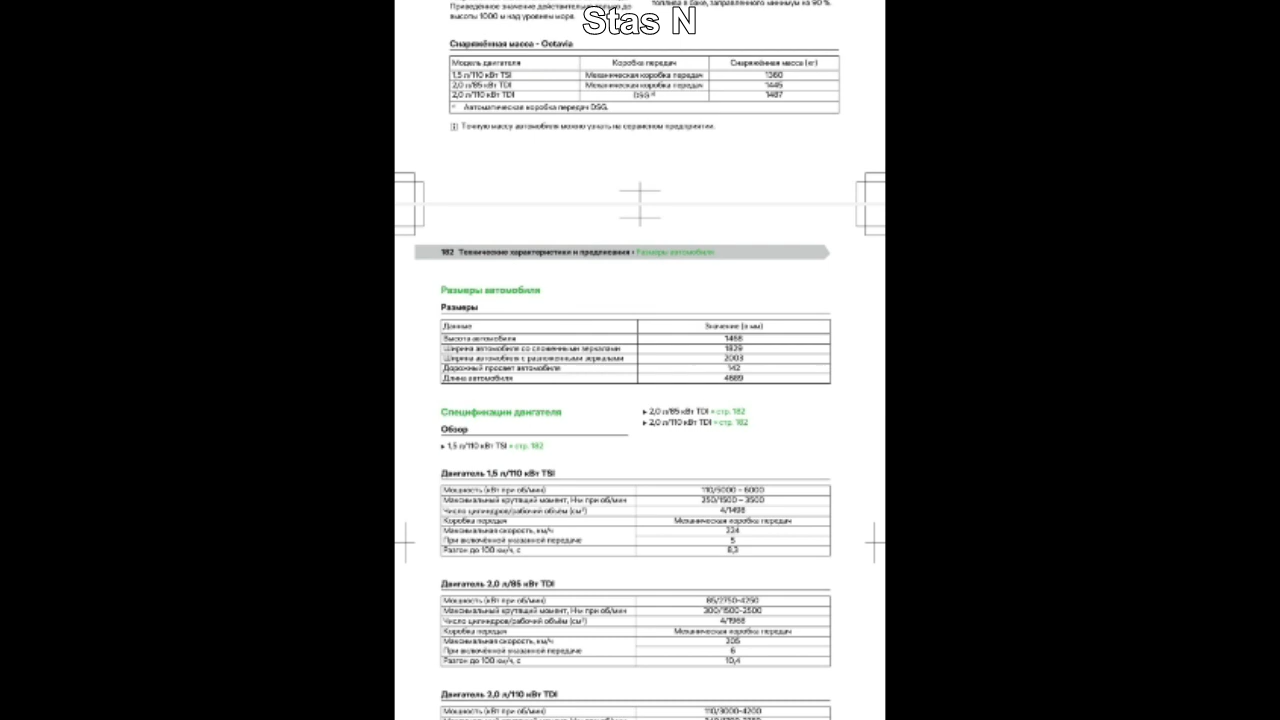 Приведённое значение действительно только до
высоты 1000 м над уровнем моря.
топлива в баке, заправленного минимум на 90 %.
Stas N
Снаряжённая масса - Octavia
Модель двигателя Коробка передач Снаряжённая масса (кг)
1,5 л/110 кВт TSI Механическая коробка передач 1360
2,0 л/85 кВт TDI Механическая коробка передач 1445
2,0 л/110 кВт TDI DSG 1487
Автоматическая коробка передач DSG.
Точную массу автомобиля можно узнать на сервисном предприятии.
182 Технические характеристики и предписания › Размеры автомобиля
Размеры автомобиля
Размеры
Данные Значение (в мм)
Высота автомобиля 1468
Ширина автомобиля со сложенными зеркалами 1829
Ширина автомобиля с разложенными зеркалами 2003
Дорожный просвет автомобиля 142
Длина автомобиля 4689
Спецификации двигателя
Обзор
▸ 1,5 л/110 кВт TSI » стр. 182
▸ 2,0 л/85 кВт TDI » стр. 182
▸ 2,0 л/110 кВт TDI » стр. 182
Двигатель 1,5 л/110 кВт TSI
Мощность (кВт при об/мин) 110/5000 – 6000
Максимальный крутящий момент, Нм при об/мин 250/1500 – 3500
Число цилиндров/рабочий объём (см³) 4/1498
Коробка передач Механическая коробка передач
Максимальная скорость, км/ч 224
При включённой указанной передаче 5
Разгон до 100 км/ч, с 8,3
Двигатель 2,0 л/85 кВт TDI
Мощность (кВт при об/мин) 85/2750-4250
Максимальный крутящий момент, Нм при об/мин 300/1600-2500
Число цилиндров/рабочий объём (см³) 4/1968
Коробка передач Механическая коробка передач
Максимальная скорость, км/ч 205
При включённой указанной передаче 6
Разгон до 100 км/ч, с 10,4
Двигатель 2,0 л/110 кВт TDI
Мощность (кВт при об/мин) 110/3000-4200